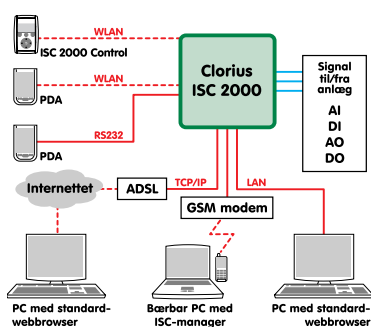 WLAN
ISC 2000 Control
WLAN
PDA
RS232
PDA
Clorius
ISC 2000
Signal
til/fra
anlæg
AI
DI
AO
DO
Internettet
ADSL
TCP/IP
LAN
GSM modem
PC med standard-
webbrowser
Bærbar PC med
ISC-manager
PC med standard-
webbrowser